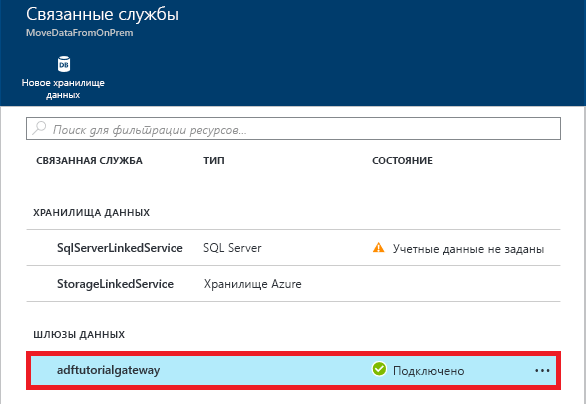 Связанные службы
MoveDataFromOnPrem
DB
Новое хранилище
данных
Поиск для фильтрации ресурсов...
СВЯЗАННАЯ СЛУЖБА ТИП СОСТОЯНИЕ
ХРАНИЛИЩА ДАННЫХ
SqlServerLinkedService SQL Server Учетные данные не заданы
StorageLinkedService Хранилище Azure
ШЛЮЗЫ ДАННЫХ
adftutorialgateway Подключено ...